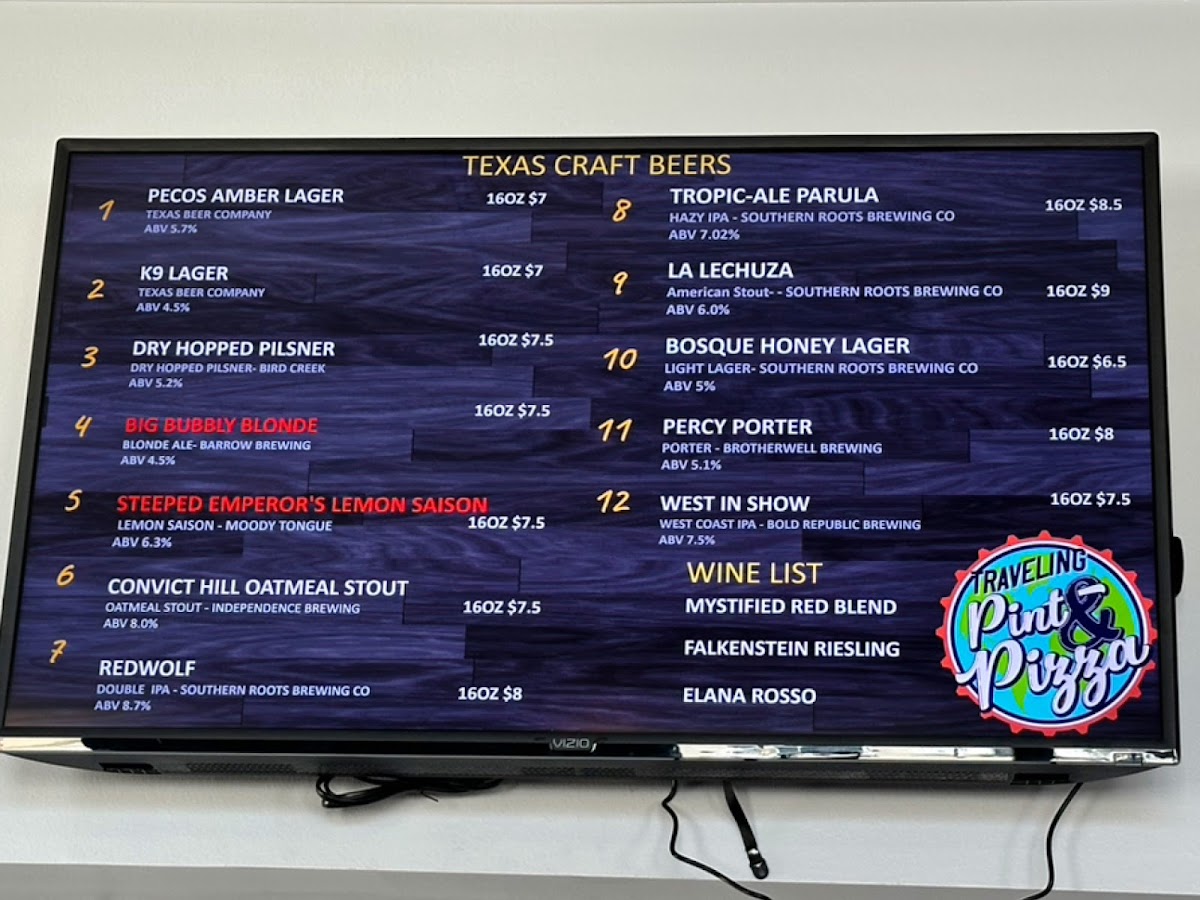 TEXAS CRAFT BEERS
1
PECOS AMBER LAGER
16OZ $7
TEXAS BEER COMPANY
ABV 5.7%
2
K9 LAGER
16OZ $7
TEXAS BEER COMPANY
ABV 4.5%
3
DRY HOPPED PILSNER
16OZ $7.5
DRY HOPPED PILSNER- BIRD CREEK
ABV 5.2%
4
BIG BUBBLY BLONDE
16OZ $7.5
BLONDE ALE- BARROW BREWING
ABV 4.5%
5
STEEPED EMPEROR'S LEMON SAISON
LEMON SAISON - MOODY TONGUE
16OZ $7.5
ABV 6.3%
6
CONVICT HILL OATMEAL STOUT
OATMEAL STOUT - INDEPENDENCE BREWING
16OZ $7.5
ABV 8.0%
7
REDWOLF
DOUBLE  IPA - SOUTHERN ROOTS BREWING CO
16OZ $8
ABV 8.7%
8
TROPIC-ALE PARULA
16OZ $8.5
HAZY IPA - SOUTHERN ROOTS BREWING CO
ABV 7.02%
9
LA LECHUZA
American Stout- - SOUTHERN ROOTS BREWING CO
16OZ $9
ABV 6.0%
10
BOSQUE HONEY LAGER
16OZ $6.5
LIGHT LAGER- SOUTHERN ROOTS BREWING CO
ABV 5%
11
PERCY PORTER
16OZ $8
PORTER - BROTHERWELL BREWING
ABV 5.1%
12
WEST IN SHOW
16OZ $7.5
WEST COAST IPA - BOLD REPUBLIC BREWING
ABV 7.5%
WINE LIST
MYSTIFIED RED BLEND
FALKENSTEIN RIESLING
ELANA ROSSO
TRAVELING
Pint &
Pizza
VIZIO